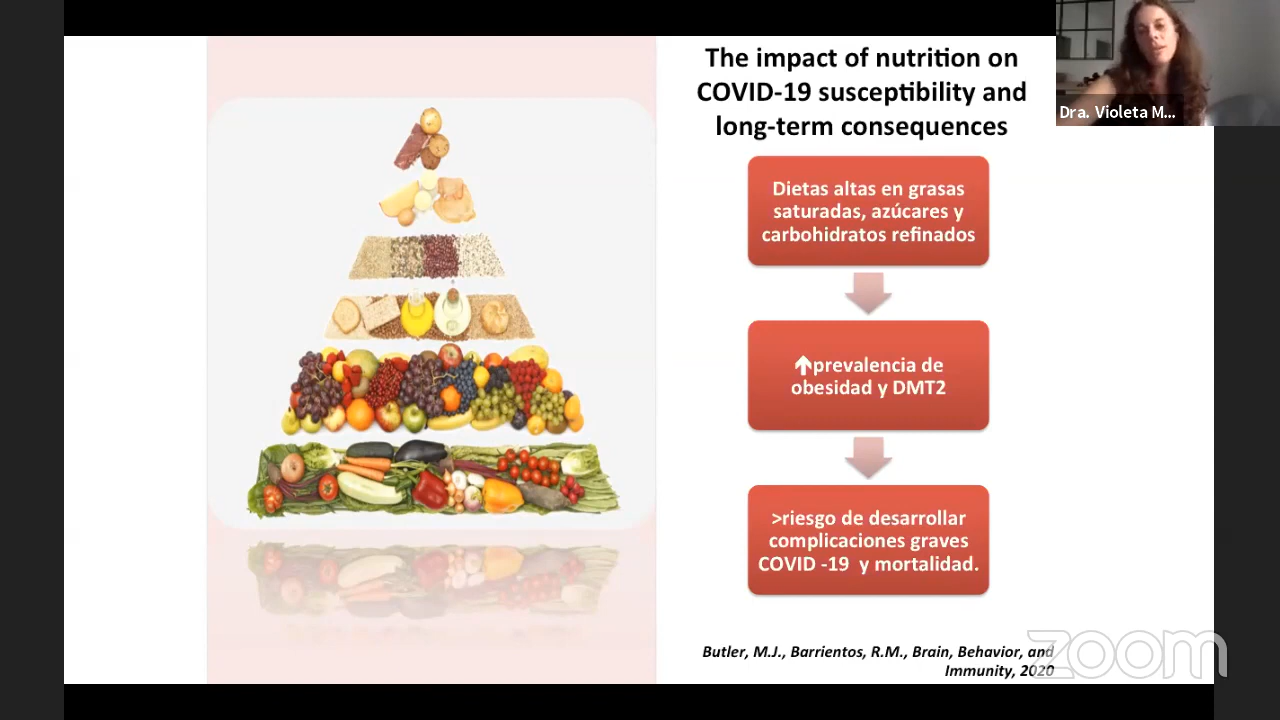 The impact of nutrition on
COVID-19 susceptibility and
long-term consequences
Dra. Violeta M...
Dietas altas en grasas
saturadas, azúcares y
carbohidratos refinados
↑prevalencia de
obesidad y DMT2
>riesgo de desarrollar
complicaciones graves
COVID -19 y mortalidad.
Butler, M.J., Barrientos, R.M., Brain, Behavior, and
Immunity, 2020
zoom